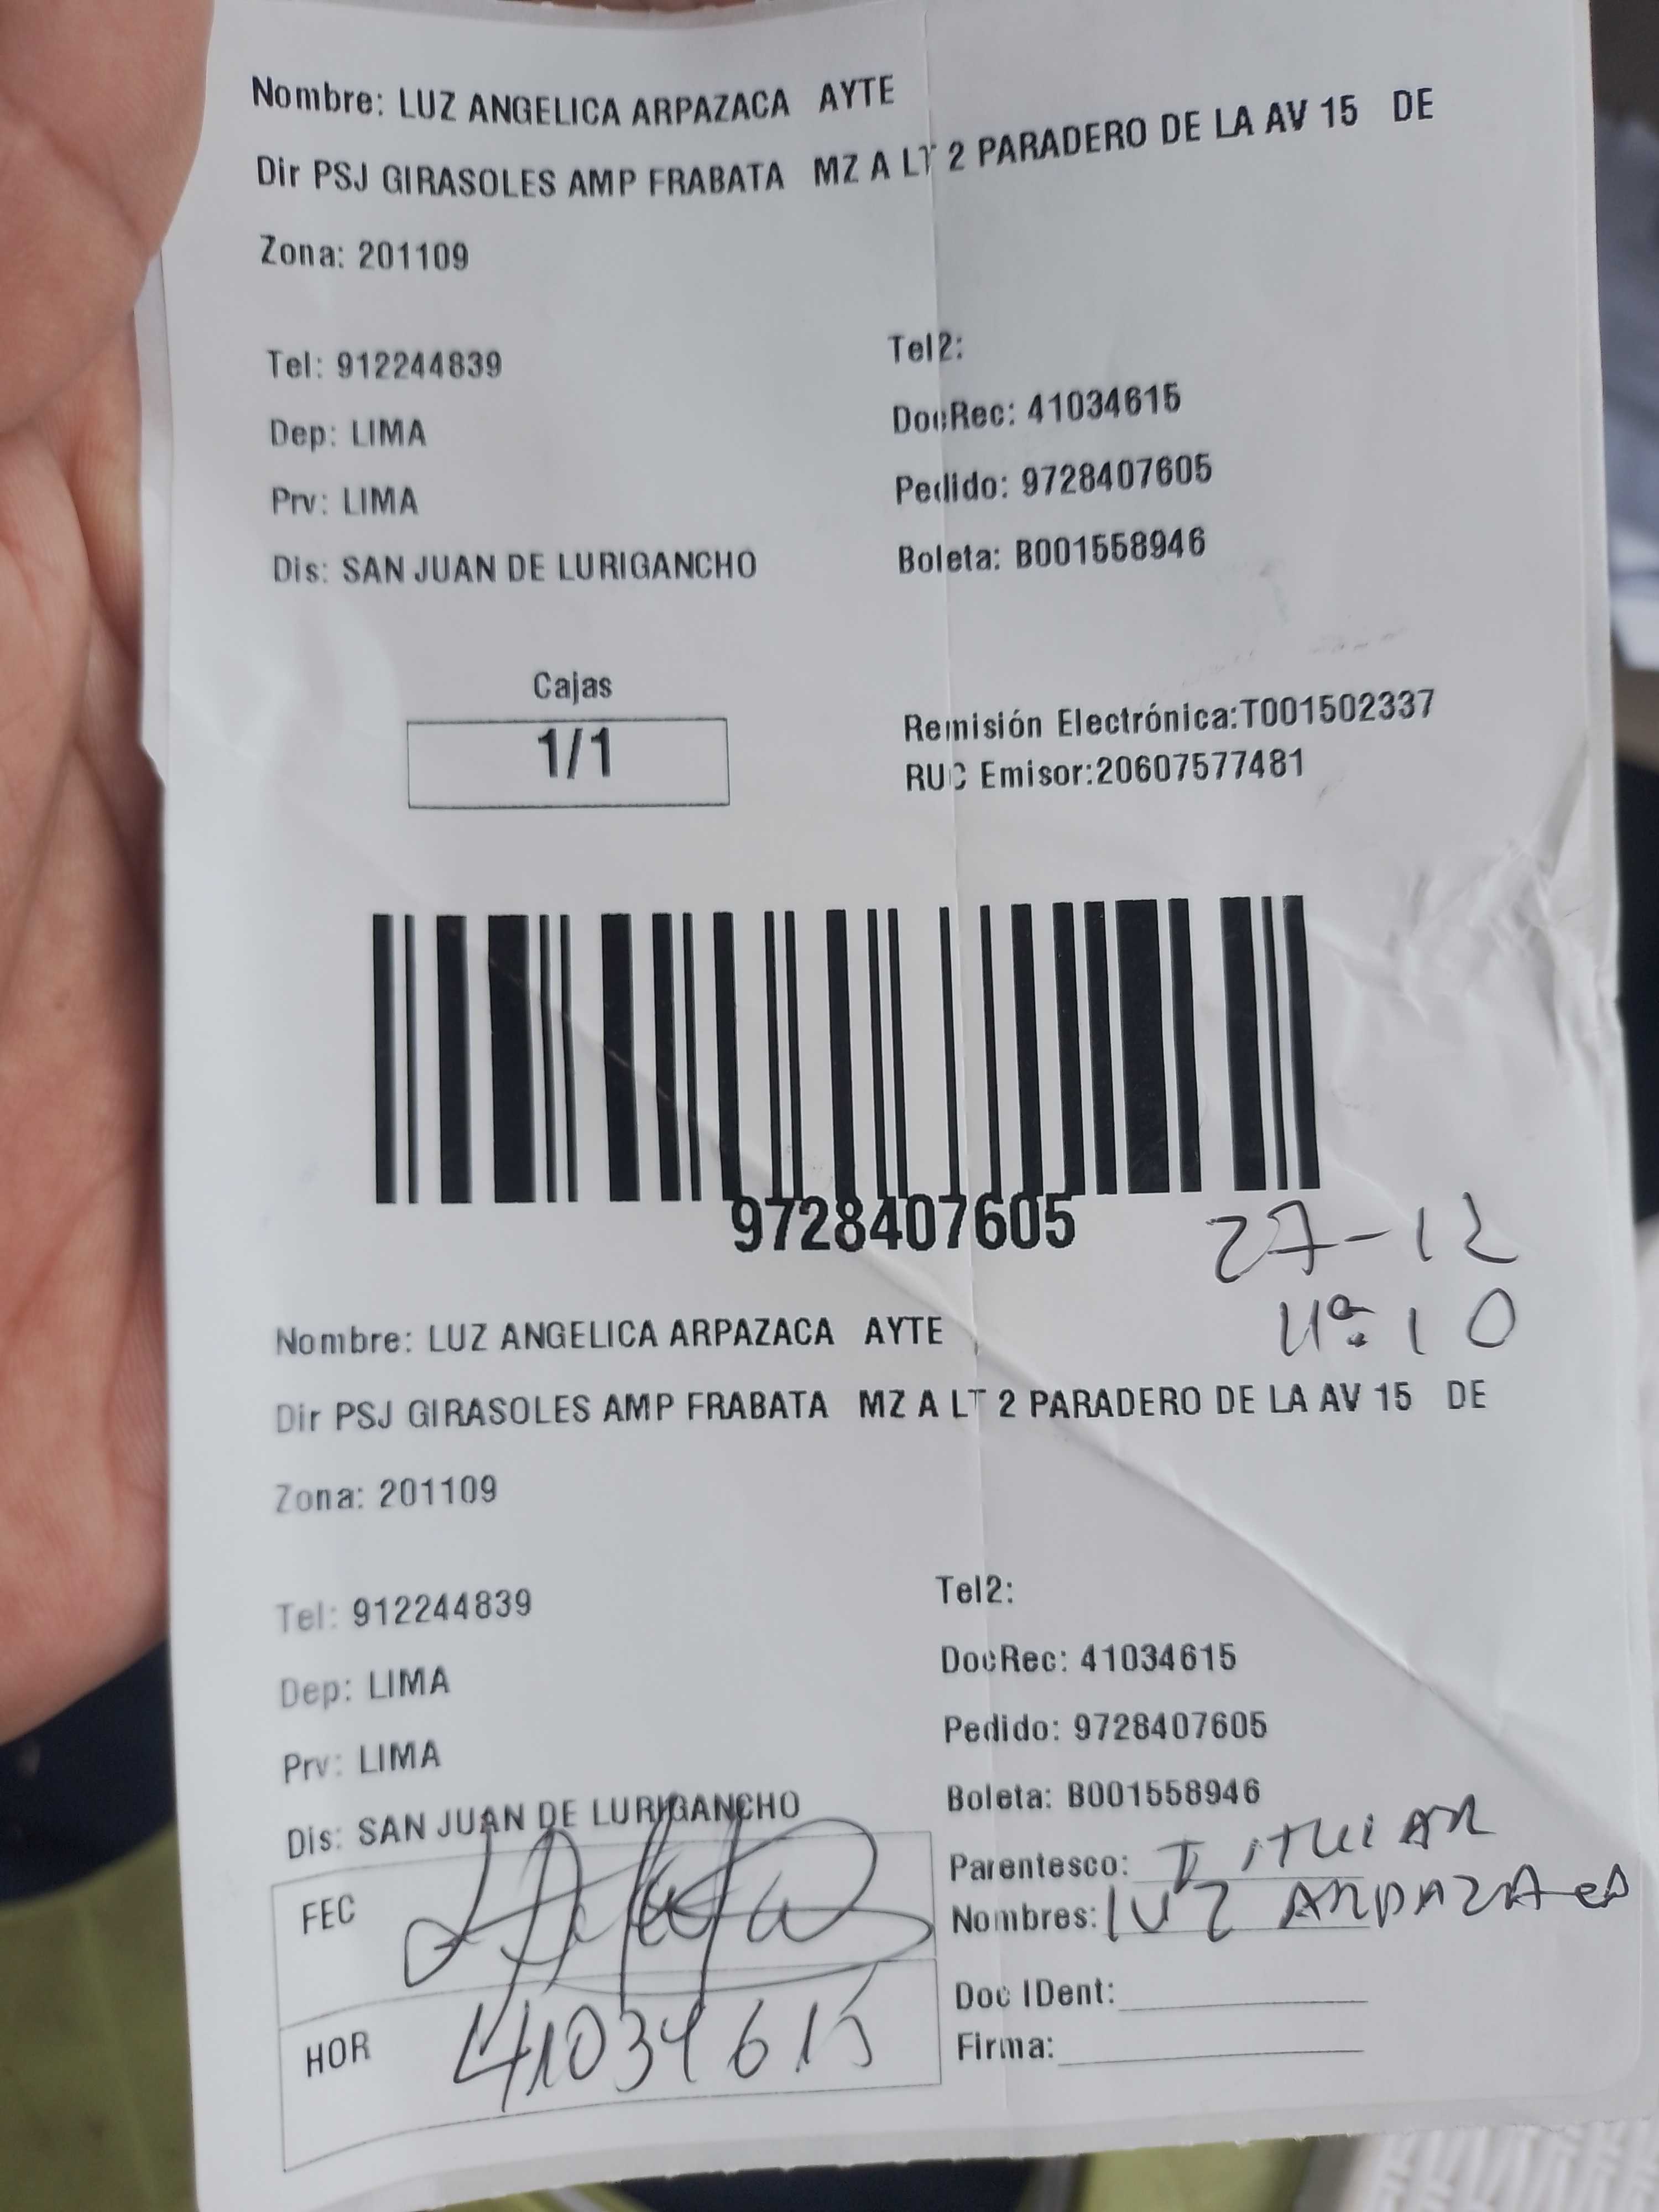 Nombre: LUZ ANGELICA ARPAZACA AYTE
Dir PSJ GIRASOLES AMP FRABATA MZ A LT 2 PARADERO DE LA AV 15 DE
Zona: 201109
Tel: 912244839
Tel2:
Dep: LIMA
DocRec: 41034615
Prv: LIMA
Pedido: 9728407605
Dis: SAN JUAN DE LURIGANCHO
Boleta: B001558946
Cajas
1/1
Remisión Electrónica:T001502337
RUC Emisor:20607577481
9728407605
27-12
Nombre: LUZ ANGELICA ARPAZACA AYTE
Dir PSJ GIRASOLES AMP FRABATA MZ A LT 2 PARADERO DE LA AV 15 DE
Zona: 201109
Tel: 912244839
Tel2:
Dep: LIMA
DocRec: 41034615
Prv: LIMA
Pedido: 9728407605
Dis: SAN JUAN DE LURIGANCHO
Boleta: B001558946
Parentesco:
FEC
Nombres: LUZ ARPAZACA
HOR 41034615
Doc IDent:
Firma: